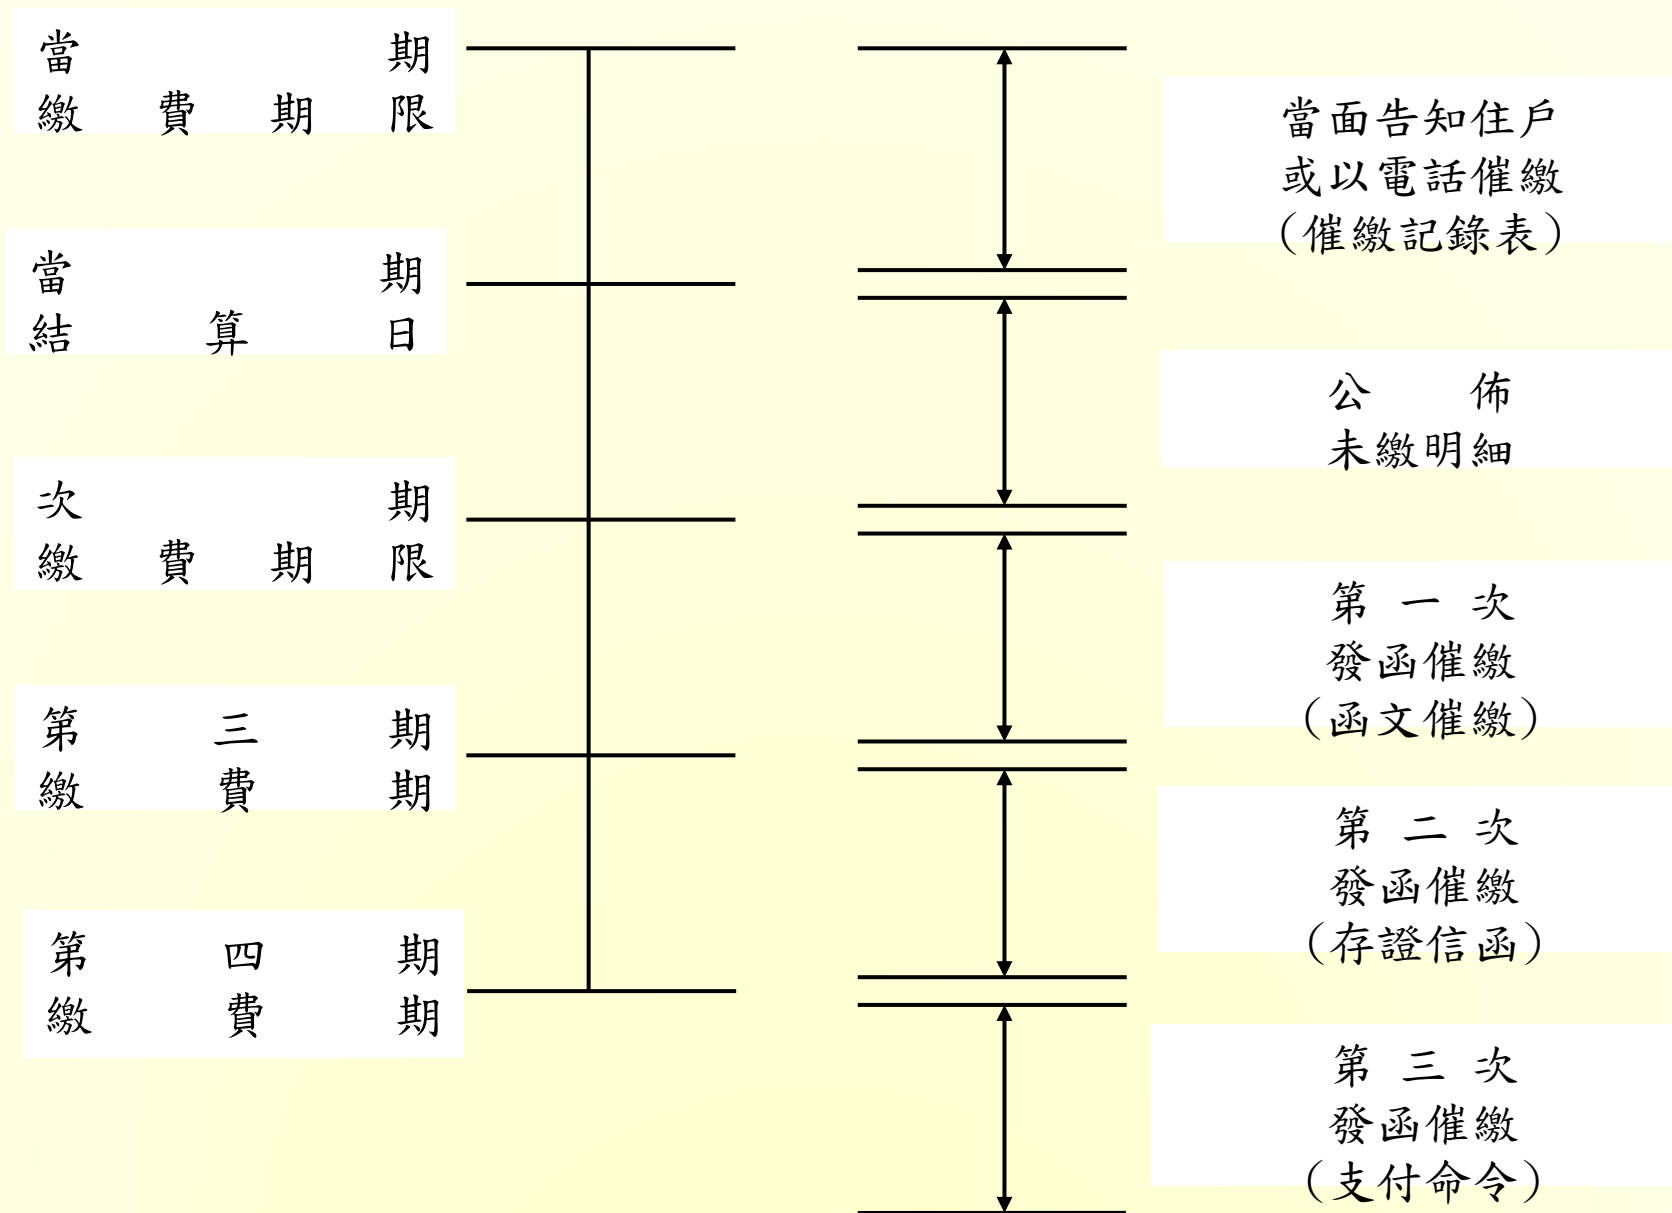 當期
繳費期限
當期
結算日
次期
繳費期限
第三期
繳費期
第四期
繳費期
當面告知住戶
或以電話催繳
(催繳記錄表)
公佈
未繳明細
第一次
發函催繳
(函文催繳)
第二次
發函催繳
(存證信函)
第三次
發函催繳
(支付命令)